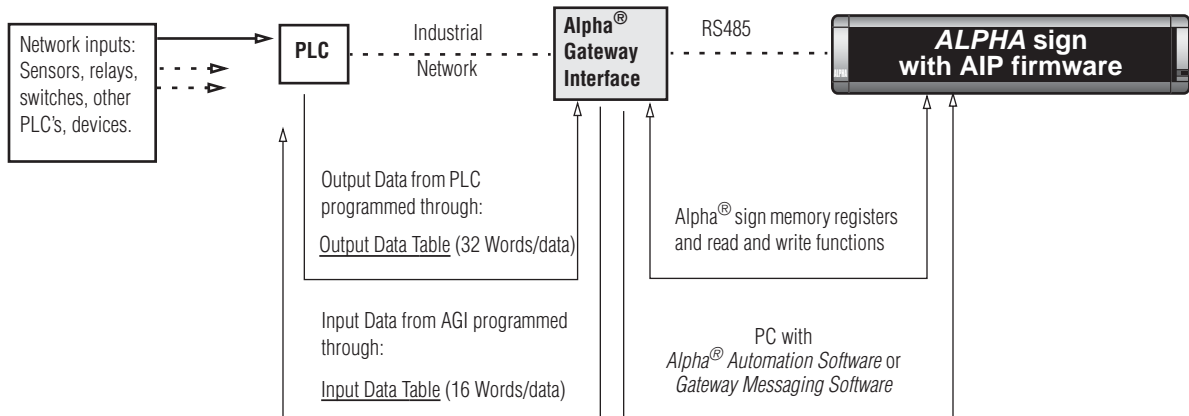 Network inputs:
Sensors, relays,
switches, other
PLC's, devices.
PLC
Industrial
Network
Alpha®
Gateway
Interface
RS485
ALPHA
ALPHA sign
with AIP firmware
Output Data from PLC
programmed through:
Output Data Table (32 Words/data)
Alpha® sign memory registers
and read and write functions
Input Data from AGI programmed
through:
Input Data Table (16 Words/data)
PC with
Alpha® Automation Software or
Gateway Messaging Software